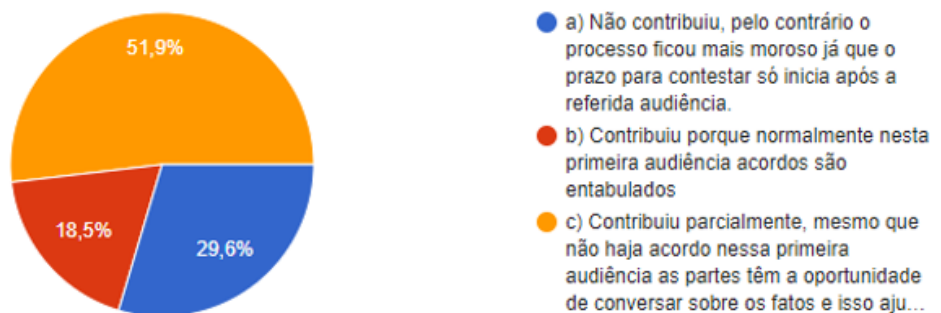 51,9%
18,5%
29,6%
a) Não contribuiu, pelo contrário o
processo ficou mais moroso já que o
prazo para contestar só inicia após a
referida audiência.
b) Contribuiu porque normalmente nesta
primeira audiência acordos são
entabulados
c) Contribuiu parcialmente, mesmo que
não haja acordo nessa primeira
audiência as partes têm a oportunidade
de conversar sobre os fatos e isso aju...